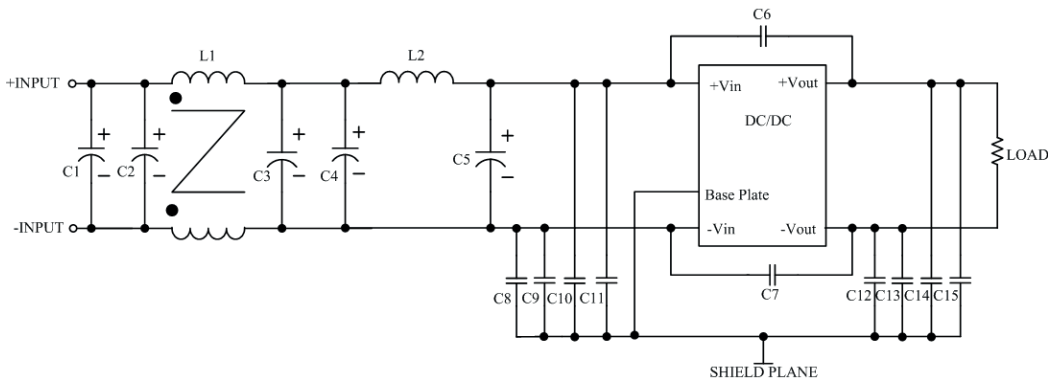 C6
L1
L2
+INPUT
+Vin
+Vout
DC/DC
+
+
+
+
+
C1
C2
C3
C4
C5
LOAD
−
−
−
−
−
Base Plate
-INPUT
-Vin
-Vout
C7
C8
C9
C10
C11
C12
C13
C14
C15
SHIELD PLANE